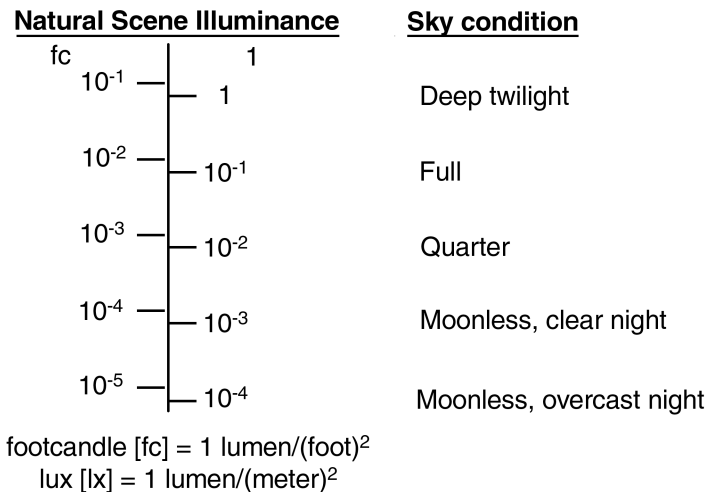 Natural Scene Illuminance Sky condition
fc 1
10⁻¹
1 Deep twilight
10⁻²
10⁻¹ Full
10⁻³
10⁻² Quarter
10⁻⁴
10⁻³ Moonless, clear night
10⁻⁵
10⁻⁴ Moonless, overcast night
footcandle [fc] = 1 lumen/(foot)²
lux [lx] = 1 lumen/(meter)²